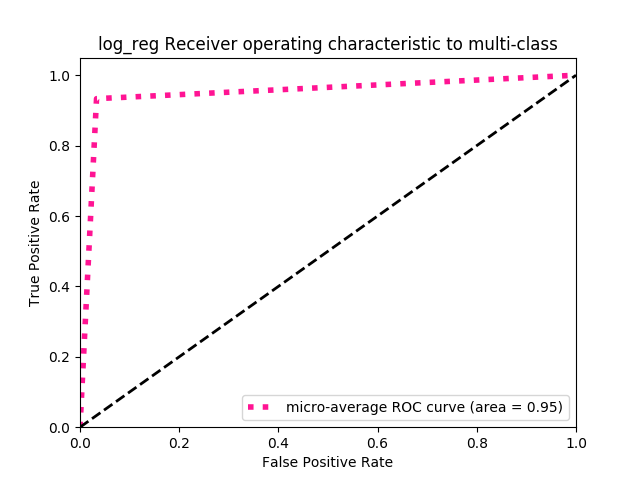 log_reg Receiver operating characteristic to multi-class
1.0
0.8
0.6
0.4
0.2
0.0
True Positive Rate
micro-average ROC curve (area = 0.95)
0.0 0.2 0.4 0.6 0.8 1.0
False Positive Rate